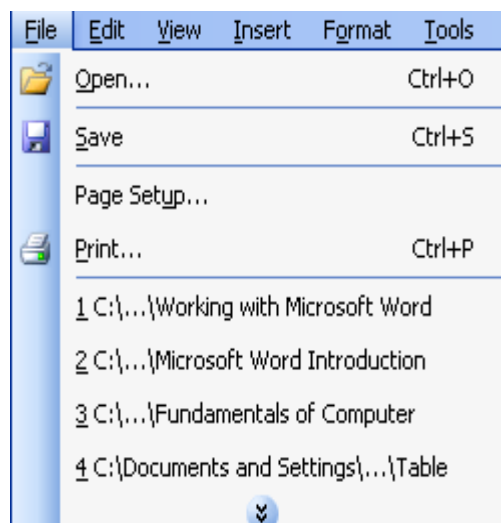 File Edit View Insert Format Tools
Open... Ctrl+O
Save Ctrl+S
Page Setup...
Print... Ctrl+P
1 C:\...\Working with Microsoft Word
2 C:\...\Microsoft Word Introduction
3 C:\...\Fundamentals of Computer
4 C:\Documents and Settings\...\Table